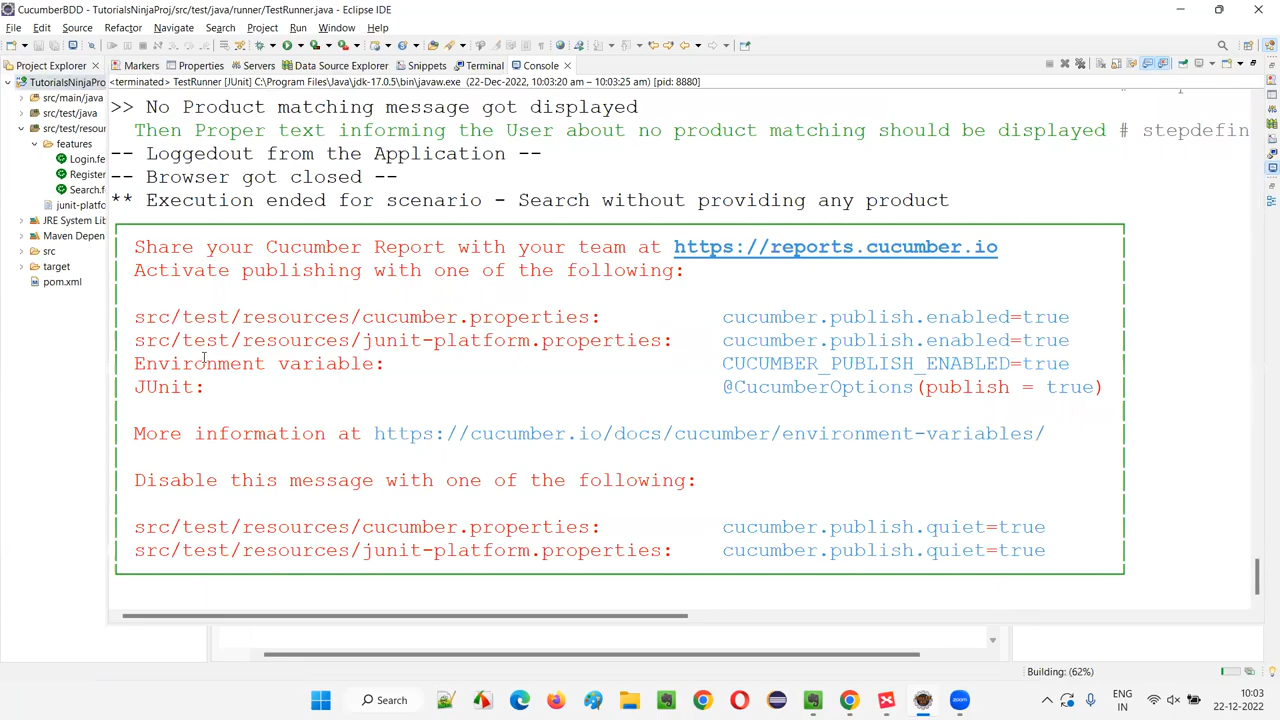 CucumberBDD - TutorialsNinjaProj/src/test/java/runner/TestRunner.java - Eclipse IDE
File Edit Source Refactor Navigate Search Project Run Window Help
Project Explorer
Markers Properties Servers Data Source Explorer Snippets Terminal Console
<terminated> TestRunner [JUnit] C:\Program Files\Java\jdk-17.0.5\bin\javaw.exe (22-Dec-2022, 10:03:20 am – 10:03:25 am) [pid: 8880]
TutorialsNinjaPro
src/main/java
src/test/java
src/test/resour
features
Login.fe
Register
Search.f
junit-platfo
JRE System Lib
Maven Depen
src
target
pom.xml
>> No Product matching message got displayed
Then Proper text informing the User about no product matching should be displayed # stepdefin
-- Loggedout from the Application --
-- Browser got closed --
** Execution ended for scenario - Search without providing any product
Share your Cucumber Report with your team at https://reports.cucumber.io
Activate publishing with one of the following:
src/test/resources/cucumber.properties: cucumber.publish.enabled=true
src/test/resources/junit-platform.properties: cucumber.publish.enabled=true
Environment variable: CUCUMBER_PUBLISH_ENABLED=true
JUnit: @CucumberOptions(publish = true)
More information at https://cucumber.io/docs/cucumber/environment-variables/
Disable this message with one of the following:
src/test/resources/cucumber.properties: cucumber.publish.quiet=true
src/test/resources/junit-platform.properties: cucumber.publish.quiet=true
Building: (62%)
Search
ENG
IN
10:03
22-12-2022